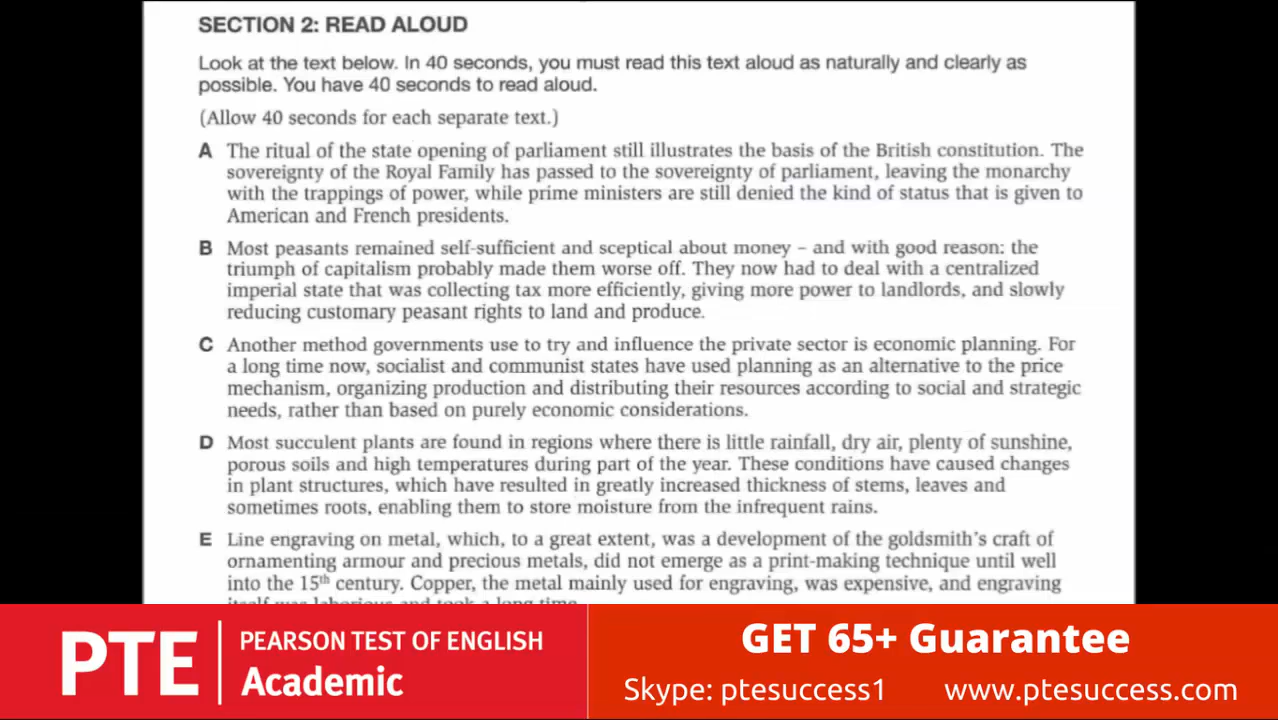 SECTION 2: READ ALOUD
Look at the text below. In 40 seconds, you must read this text aloud as naturally and clearly as
possible. You have 40 seconds to read aloud.
(Allow 40 seconds for each separate text.)
A The ritual of the state opening of parliament still illustrates the basis of the British constitution. The
sovereignty of the Royal Family has passed to the sovereignty of parliament, leaving the monarchy
with the trappings of power, while prime ministers are still denied the kind of status that is given to
American and French presidents.
B Most peasants remained self-sufficient and sceptical about money – and with good reason: the
triumph of capitalism probably made them worse off. They now had to deal with a centralized
imperial state that was collecting tax more efficiently, giving more power to landlords, and slowly
reducing customary peasant rights to land and produce.
C Another method governments use to try and influence the private sector is economic planning. For
a long time now, socialist and communist states have used planning as an alternative to the price
mechanism, organizing production and distributing their resources according to social and strategic
needs, rather than based on purely economic considerations.
D Most succulent plants are found in regions where there is little rainfall, dry air, plenty of sunshine,
porous soils and high temperatures during part of the year. These conditions have caused changes
in plant structures, which have resulted in greatly increased thickness of stems, leaves and
sometimes roots, enabling them to store moisture from the infrequent rains.
E Line engraving on metal, which, to a great extent, was a development of the goldsmith's craft of
ornamenting armour and precious metals, did not emerge as a print-making technique until well
into the 15th century. Copper, the metal mainly used for engraving, was expensive, and engraving
itself was laborious and took a long time.
PTE PEARSON TEST OF ENGLISH
Academic
GET 65+ Guarantee
Skype: ptesuccess1 www.ptesuccess.com